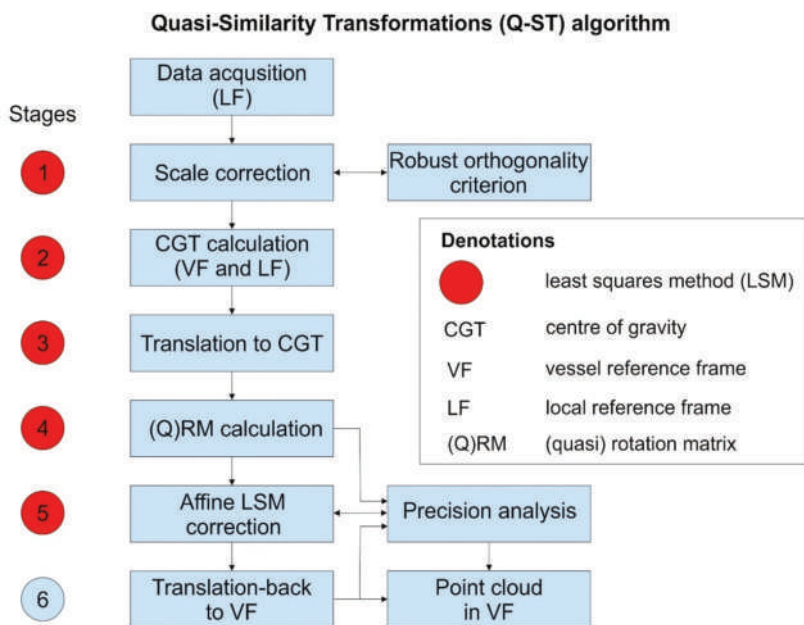 Quasi-Similarity Transformations (Q-ST) algorithm
Data acqusition
(LF)
Stages
1
Scale correction
Robust orthogonality
criterion
2
CGT calculation
(VF and LF)
3
Translation to CGT
4
(Q)RM calculation
5
Affine LSM
correction
Precision analysis
6
Translation-back
to VF
Point cloud
in VF
Denotations
least squares method (LSM)
CGT centre of gravity
VF vessel reference frame
LF local reference frame
(Q)RM (quasi) rotation matrix